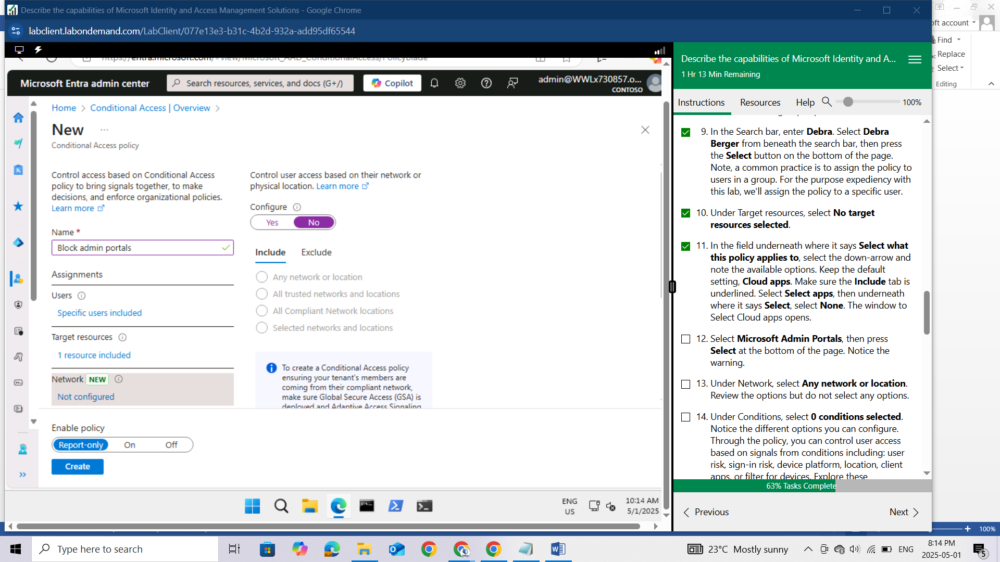 Describe the capabilities of Microsoft Identity and Access Management Solutions - Google Chrome
labclient.labondemand.com/LabClient/077e13e3-b31c-4b2d-932a-add95df65544
Microsoft Entra admin center
Search resources, services, and docs (G+/)
Copilot
admin@WWLx730857.o...
CONTOSO
Home > Conditional Access | Overview >
New ...
Conditional Access policy
Control access based on Conditional Access
policy to bring signals together, to make
decisions, and enforce organizational policies.
Learn more
Name *
Block admin portals
Assignments
Users
Specific users included
Target resources
1 resource included
Network NEW
Not configured
Control user access based on their network or
physical location. Learn more
Configure
Yes No
Include Exclude
Any network or location
All trusted networks and locations
All Compliant Network locations
Selected networks and locations
To create a Conditional Access policy
ensuring your tenant's members are
coming from their compliant network,
make sure Global Secure Access (GSA) is
deployed and Adaptive Access Signaling
Enable policy
Report-only On Off
Create
ENG
US
10:14 AM
5/1/2025
Describe the capabilities of Microsoft Identity and A...
1 Hr 13 Min Remaining
Instructions Resources Help 100%
9. In the Search bar, enter Debra. Select Debra
Berger from beneath the search bar, then press
the Select button on the bottom of the page.
Note, a common practice is to assign the policy to
users in a group. For the purpose expediency with
this lab, we'll assign the policy to a specific user.
10. Under Target resources, select No target
resources selected.
11. In the field underneath where it says Select what
this policy applies to, select the down-arrow and
note the available options. Keep the default
setting, Cloud apps. Make sure the Include tab is
underlined. Select Select apps, then underneath
where it says Select, select None. The window to
Select Cloud apps opens.
12. Select Microsoft Admin Portals, then press
Select at the bottom of the page. Notice the
warning.
13. Under Network, select Any network or location.
Review the options but do not select any options.
14. Under Conditions, select 0 conditions selected.
Notice the different options you can configure.
Through the policy, you can control user access
based on signals from conditions including: user
risk, sign-in risk, device platform, location, client
apps, or filter for devices. Explore these
63% Tasks Complete
Previous Next
oft account
Find
Replace
Select
Editing
100%
Type here to search
23°C Mostly sunny
ENG
8:14 PM
2025-05-01
5